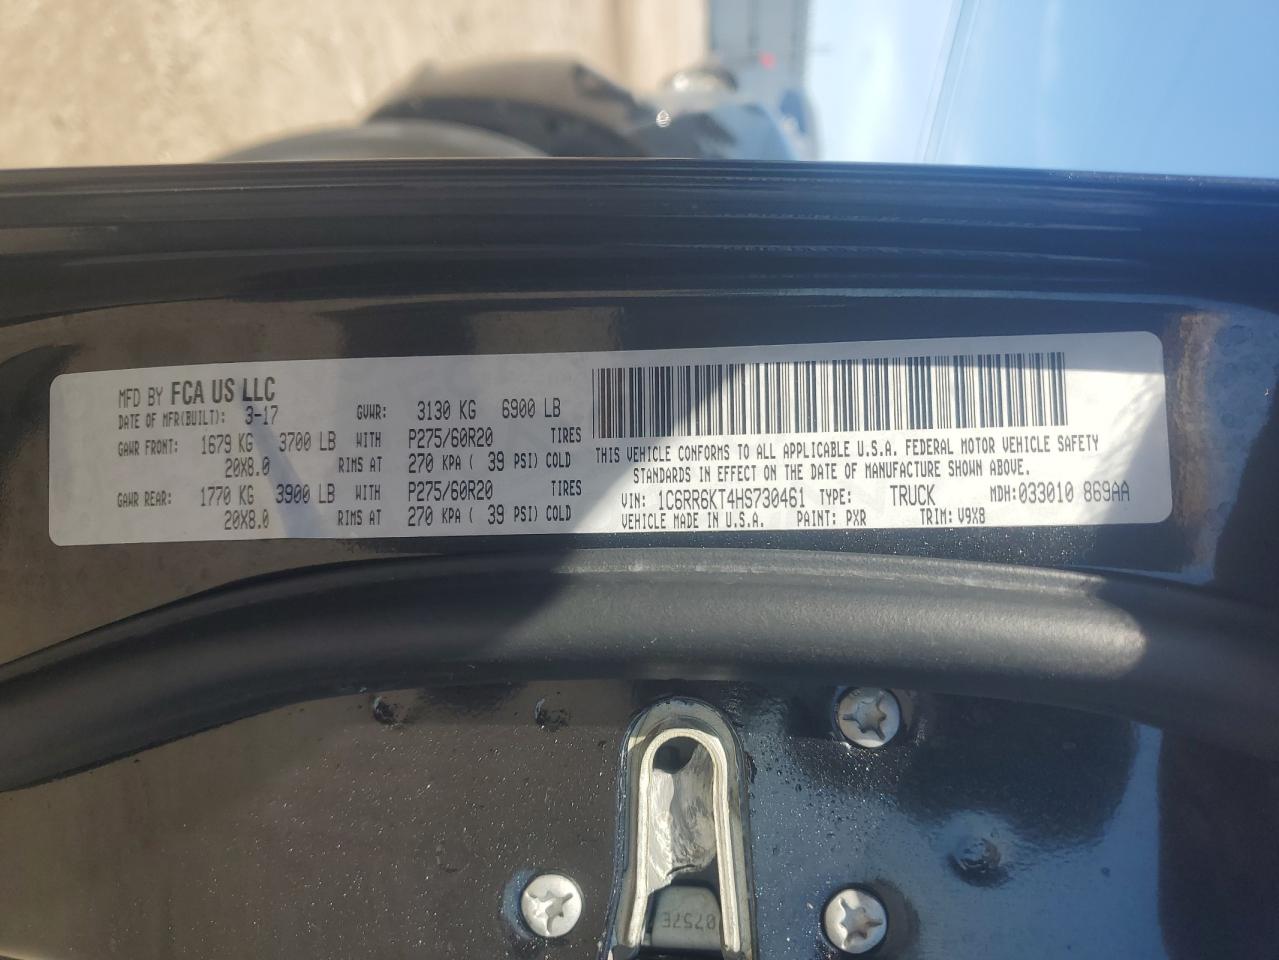 MFD BY FCA US LLC
DATE OF MFR(BUILT): 3-17 GVWR: 3130 KG 6900 LB
GAWR FRONT: 1679 KG 3700 LB WITH P275/60R20 TIRES
20X8.0 RIMS AT 270 KPA ( 39 PSI) COLD
GAWR REAR: 1770 KG 3900 LB WITH P275/60R20 TIRES
20X8.0 RIMS AT 270 KPA ( 39 PSI) COLD
THIS VEHICLE CONFORMS TO ALL APPLICABLE U.S.A. FEDERAL MOTOR VEHICLE SAFETY
STANDARDS IN EFFECT ON THE DATE OF MANUFACTURE SHOWN ABOVE.
VIN: 1C6RR6KT4HS730461 TYPE: TRUCK MDH:033010 869AA
VEHICLE MADE IN U.S.A. PAINT: PXR TRIM: V9X8
0757E